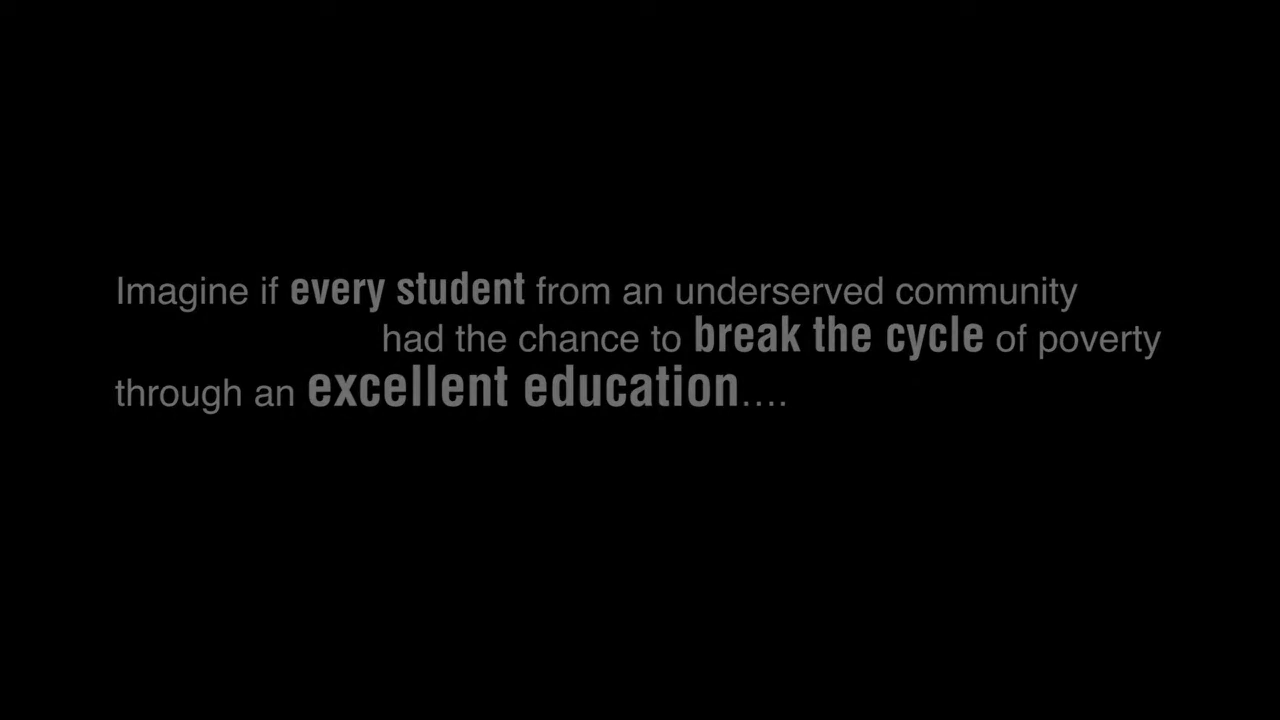 Imagine if every student from an underserved community
had the chance to break the cycle of poverty
through an excellent education....